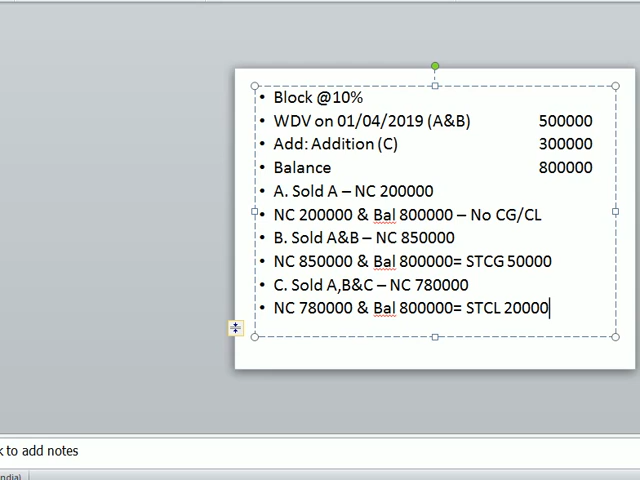 • Block @10%
• WDV on 01/04/2019 (A&B) 500000
• Add: Addition (C) 300000
• Balance 800000
• A. Sold A – NC 200000
• NC 200000 & Bal 800000 – No CG/CL
• B. Sold A&B – NC 850000
• NC 850000 & Bal 800000= STCG 50000
• C. Sold A,B&C – NC 780000
• NC 780000 & Bal 800000= STCL 20000
k to add notes
ndia)